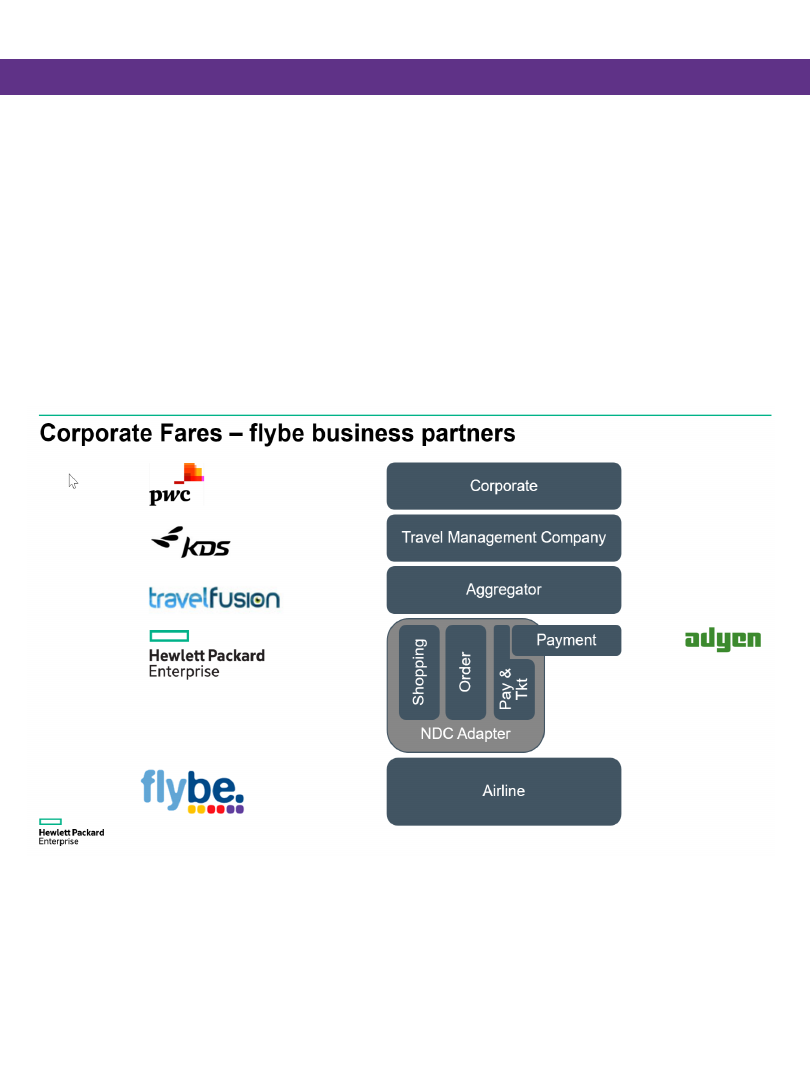 Corporate Fares – flybe business partners
pwc
Corporate
KDS
Travel Management Company
travelfusion
Aggregator
Hewlett Packard
Enterprise
Shopping
Order
Pay &
Tkt
Payment
adyen
NDC Adapter
flybe.
Airline
Hewlett Packard
Enterprise